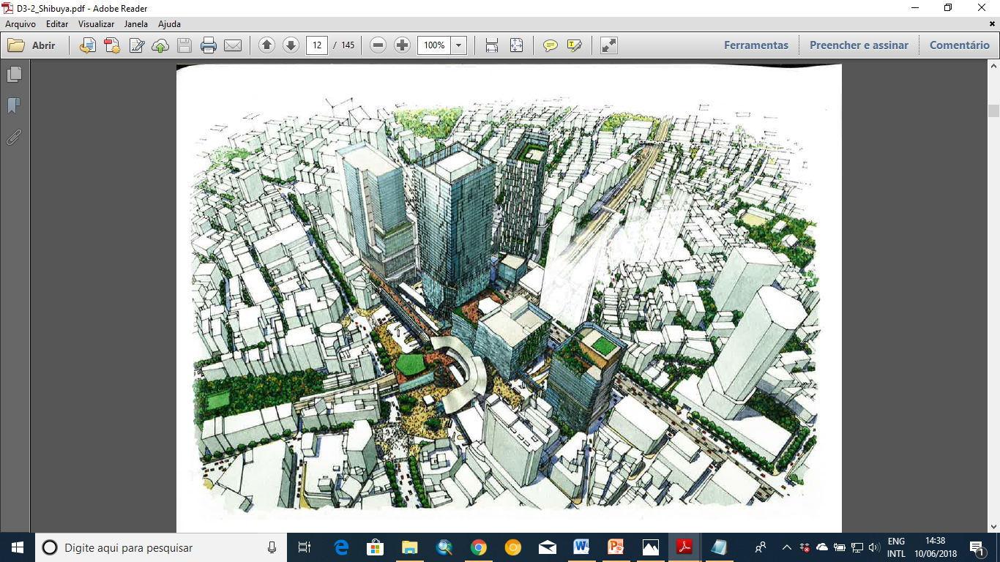 D3-2_Shibuya.pdf - Adobe Reader
Arquivo Editar Visualizar Janela Ajuda
Abrir 12 / 145 100% Ferramentas Preencher e assinar Comentário
Digite aqui para pesquisar
ENG 14:38
INTL 10/06/2018
1